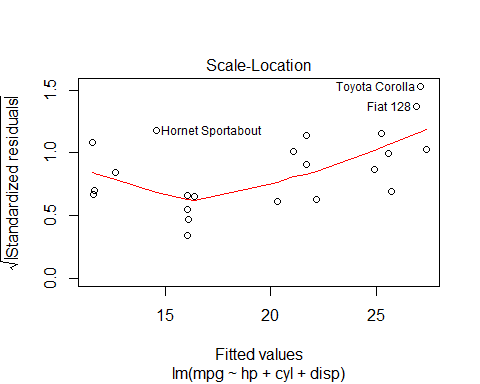 Scale-Location
√|Standardized residuals|
1.5
1.0
0.5
0.0
Toyota Corolla
Fiat 128
Hornet Sportabout
15 20 25
Fitted values
lm(mpg ~ hp + cyl + disp)